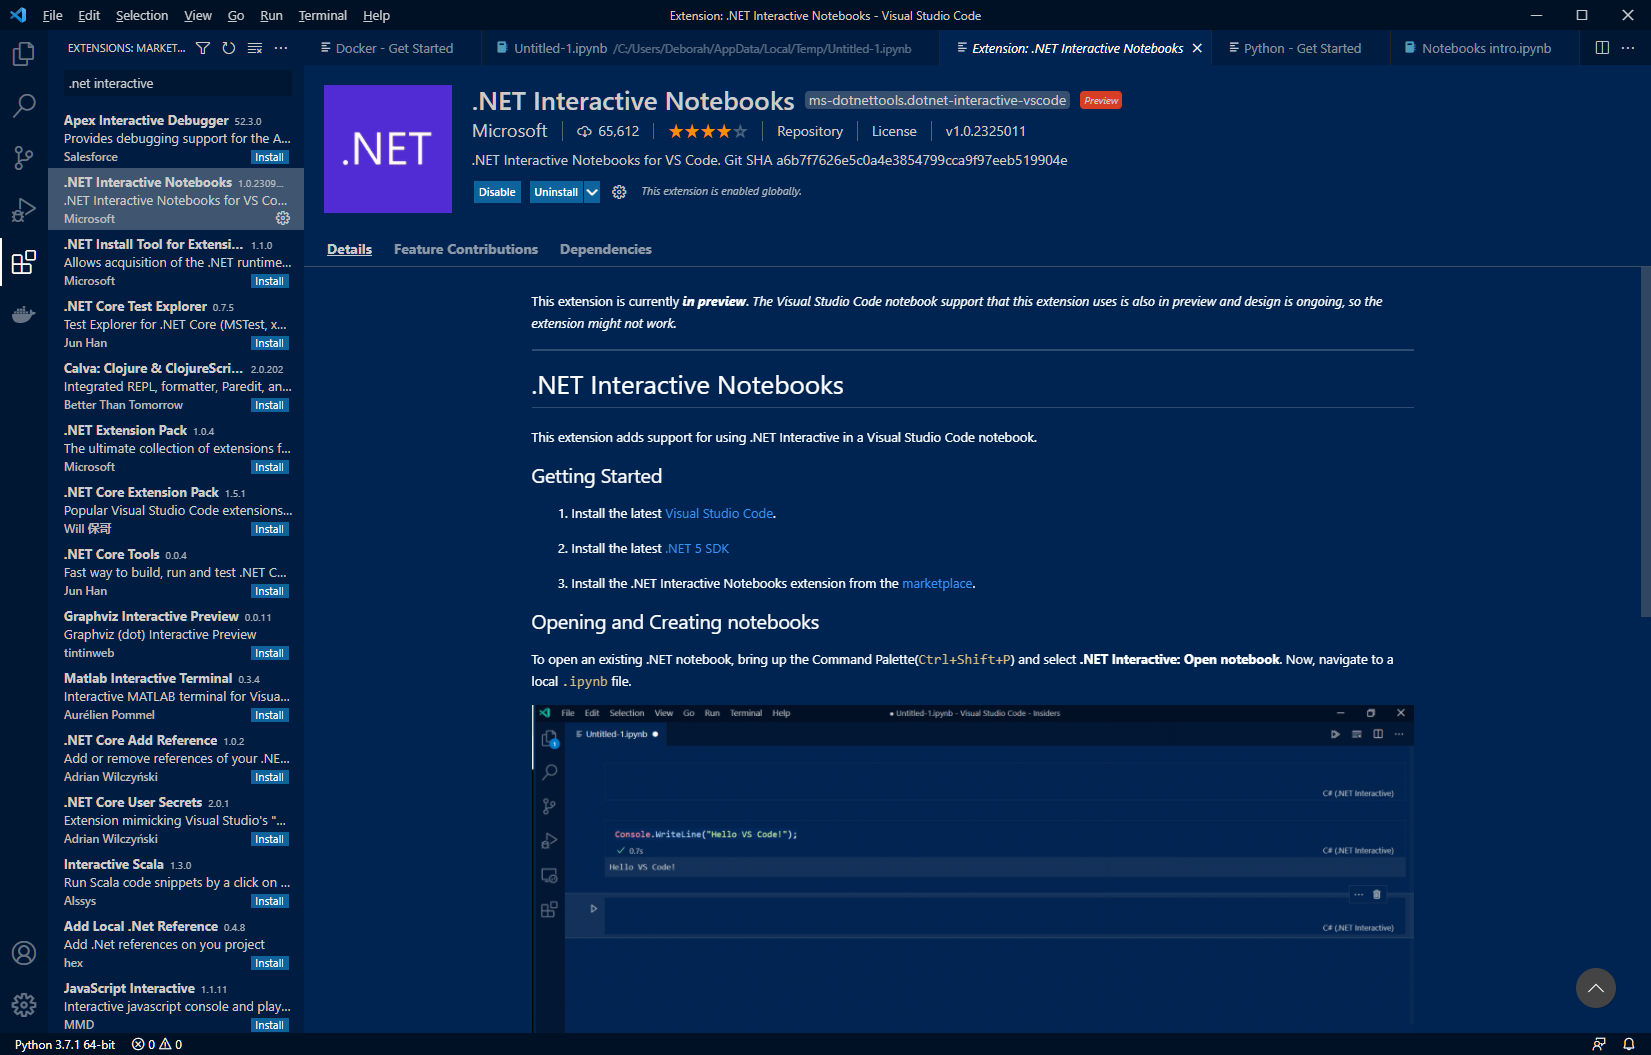 File Edit Selection View Go Run Terminal Help
Extension: .NET Interactive Notebooks - Visual Studio Code
EXTENSIONS: MARKET...
Docker - Get Started
Untitled-1.ipynb /C:/Users/Deborah/AppData/Local/Temp/Untitled-1.ipynb
Extension: .NET Interactive Notebooks
Python - Get Started
Notebooks intro.ipynb
.net interactive
Apex Interactive Debugger 52.3.0
Provides debugging support for the A...
Salesforce Install
.NET Interactive Notebooks 1.0.2309...
.NET Interactive Notebooks for VS Co...
Microsoft
.NET Install Tool for Extensi... 1.1.0
Allows acquisition of the .NET runtime...
Microsoft Install
.NET Core Test Explorer 0.7.5
Test Explorer for .NET Core (MSTest, x...
Jun Han Install
Calva: Clojure & ClojureScri... 2.0.202
Integrated REPL, formatter, Paredit, an...
Better Than Tomorrow Install
.NET Extension Pack 1.0.4
The ultimate collection of extensions f...
Microsoft Install
.NET Core Extension Pack 1.5.1
Popular Visual Studio Code extensions...
Will 保哥 Install
.NET Core Tools 0.0.4
Fast way to build, run and test .NET C...
Jun Han Install
Graphviz Interactive Preview 0.0.11
Graphviz (dot) Interactive Preview
tintinweb Install
Matlab Interactive Terminal 0.3.4
Interactive MATLAB terminal for Visua...
Aurélien Pommel Install
.NET Core Add Reference 1.0.2
Add or remove references of your .NE...
Adrian Wilczyński Install
.NET Core User Secrets 2.0.1
Extension mimicking Visual Studio's "...
Adrian Wilczyński Install
Interactive Scala 1.3.0
Run Scala code snippets by a click on ...
Alssys Install
Add Local .Net Reference 0.4.8
Add .Net references on you project
hex Install
JavaScript Interactive 1.1.11
Interactive javascript console and play...
MMD Install
.NET
.NET Interactive Notebooks ms-dotnettools.dotnet-interactive-vscode Preview
Microsoft 65,612 Repository License v1.0.2325011
.NET Interactive Notebooks for VS Code. Git SHA a6b7f7626e5c0a4e3854799cca9f97eeb519904e
Disable Uninstall This extension is enabled globally.
Details Feature Contributions Dependencies
This extension is currently in preview. The Visual Studio Code notebook support that this extension uses is also in preview and design is ongoing, so the
extension might not work.
.NET Interactive Notebooks
This extension adds support for using .NET Interactive in a Visual Studio Code notebook.
Getting Started
1. Install the latest Visual Studio Code.
2. Install the latest .NET 5 SDK
3. Install the .NET Interactive Notebooks extension from the marketplace.
Opening and Creating notebooks
To open an existing .NET notebook, bring up the Command Palette(Ctrl+Shift+P) and select .NET Interactive: Open notebook. Now, navigate to a
local .ipynb file.
File Edit Selection View Go Run Terminal Help
● Untitled-1.ipynb - Visual Studio Code - Insiders
Untitled-1.ipynb ●
1
C# (.NET Interactive)
Console.WriteLine("Hello VS Code!");
0.7s
C# (.NET Interactive)
Hello VS Code!
C# (.NET Interactive)
Python 3.7.1 64-bit 0 0